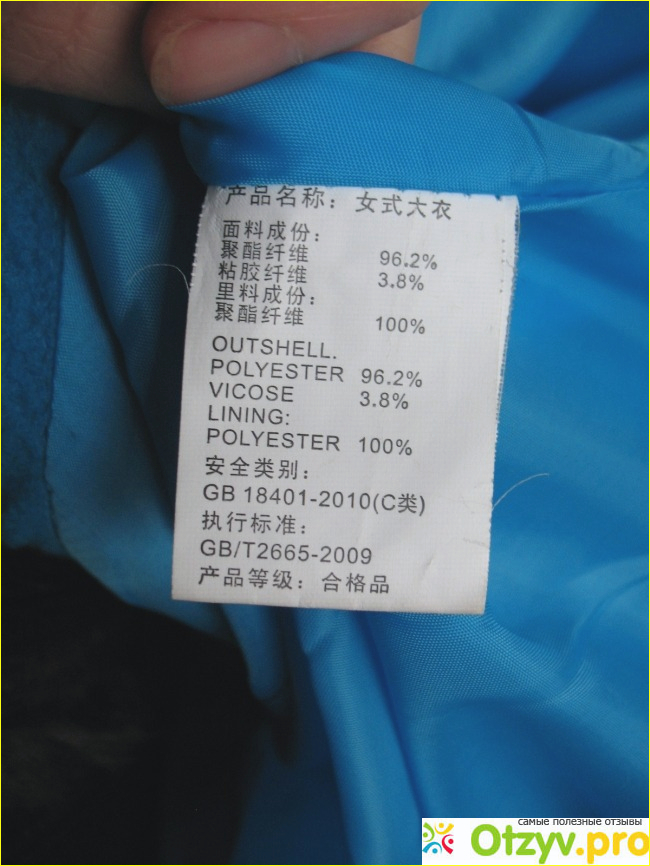 产品名称：女式大衣
面料成份：
聚酯纤维 96.2%
粘胶纤维 3.8%
里料成份：
聚酯纤维 100%
OUTSHELL.
POLYESTER 96.2%
VICOSE 3.8%
LINING:
POLYESTER 100%
安全类别：
GB 18401-2010(C类)
执行标准：
GB/T2665-2009
产品等级：合格品
самые полезные отзывы
Otzyv.pro